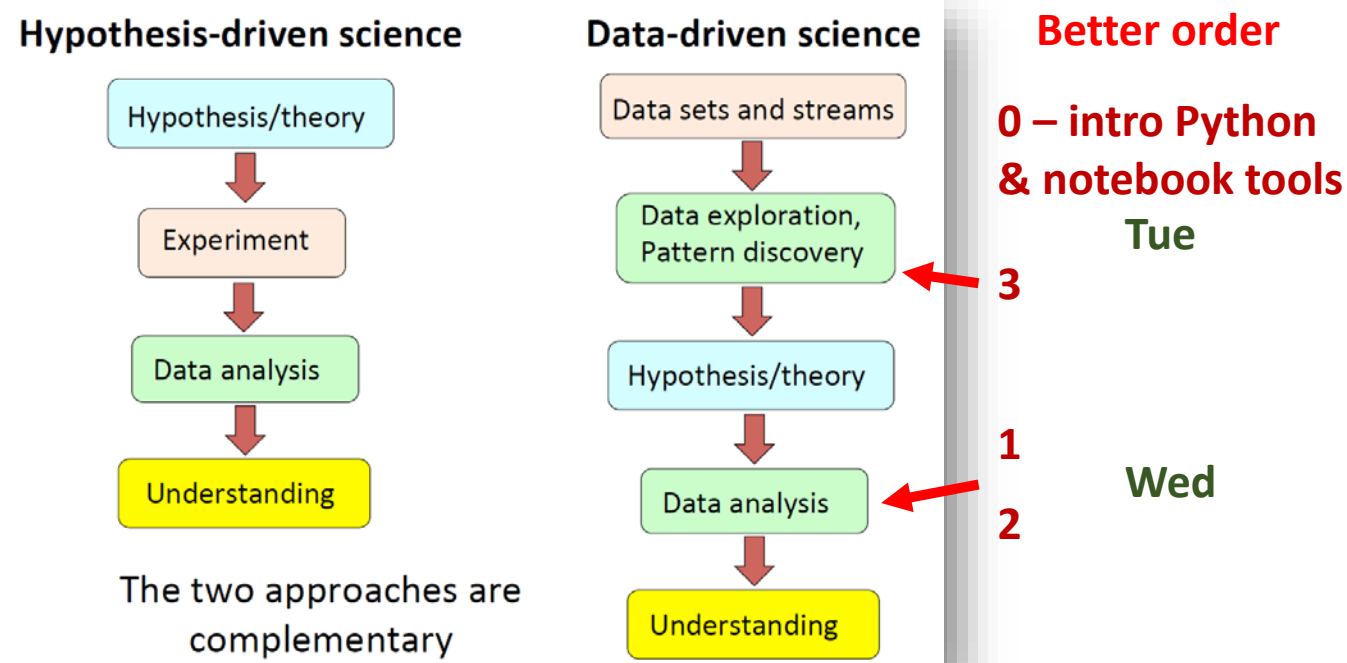 Hypothesis-driven science
Hypothesis/theory
Experiment
Data analysis
Understanding
The two approaches are
complementary
Data-driven science
Data sets and streams
Data exploration,
Pattern discovery
Hypothesis/theory
Data analysis
Understanding
Better order
0 – intro Python
& notebook tools
Tue
3
1
Wed
2